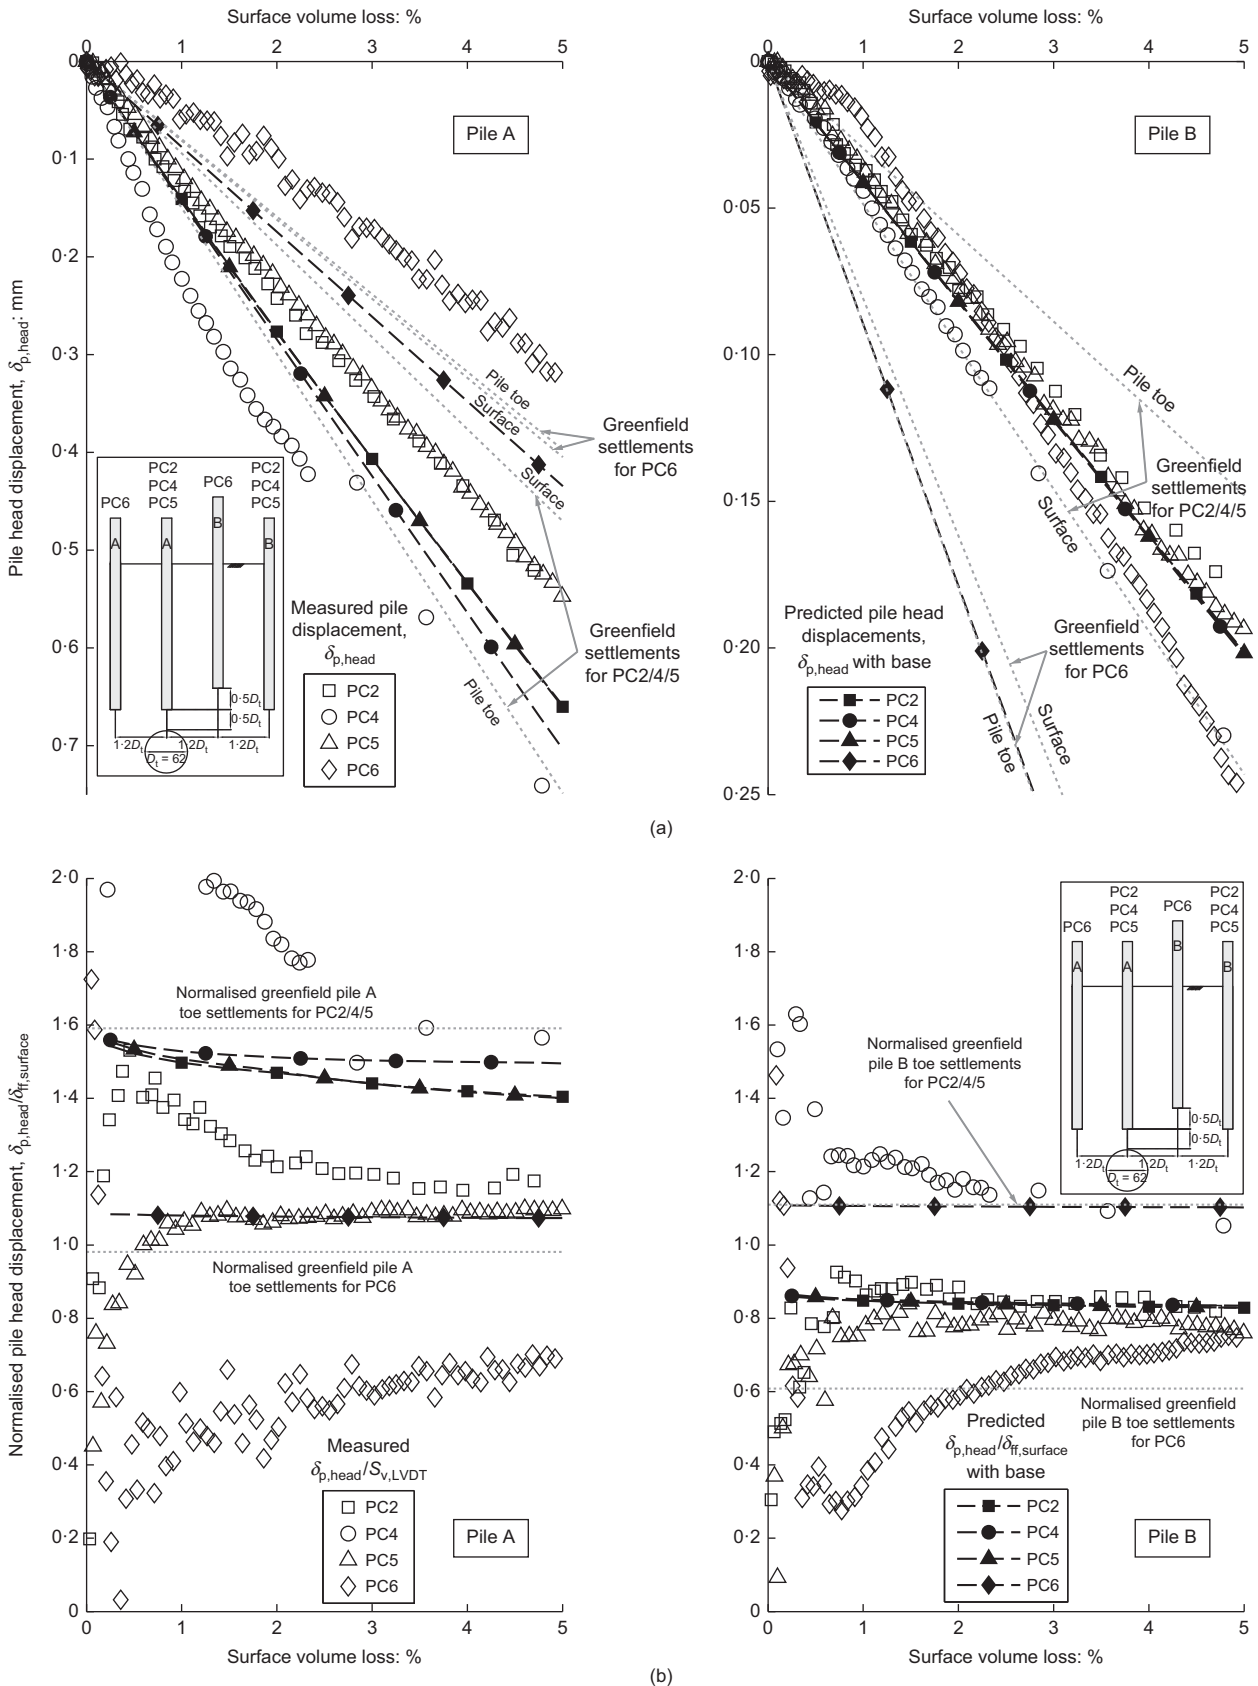 Surface volume loss: %
0 1 2 3 4 5
0
0·1
0·2
0·3
0·4
0·5
0·6
0·7
Pile head displacement, δp,head: mm
Pile A
Pile toe
Surface
Greenfield
settlements
for PC6
Surface
Greenfield
settlements
for PC2/4/5
Pile toe
PC6
PC2
PC4
PC5
PC6
PC2
PC4
PC5
A
A
B
B
0·5Dt
0·5Dt
1·2Dt
1·2Dt
1·2Dt
Dt = 62
Measured pile
displacement,
δp,head
PC2
PC4
PC5
PC6
Surface volume loss: %
0 1 2 3 4 5
0
0·05
0·10
0·15
0·20
0·25
Pile B
Pile toe
Greenfield
settlements
for PC2/4/5
Surface
Greenfield
settlements
for PC6
Surface
Pile toe
Predicted pile head
displacements,
δp,head with base
PC2
PC4
PC5
PC6
(a)
2·0
1·8
1·6
1·4
1·2
1·0
0·8
0·6
0·4
0·2
0
Normalised pile head displacement, δp,head/δff,surface
Normalised greenfield pile A
toe settlements for PC2/4/5
Normalised greenfield pile A
toe settlements for PC6
Measured
δp,head/Sv,LVDT
PC2
PC4
PC5
PC6
Pile A
0 1 2 3 4 5
Surface volume loss: %
2·0
1·8
1·6
1·4
1·2
1·0
0·8
0·6
0·4
0·2
0
Normalised greenfield
pile B toe settlements
for PC2/4/5
PC6
PC2
PC4
PC5
PC6
PC2
PC4
PC5
A
A
B
B
0·5Dt
0·5Dt
1·2Dt
1·2Dt
1·2Dt
Dt = 62
Normalised greenfield
pile B toe settlements
for PC6
Predicted
δp,head/δff,surface
with base
PC2
PC4
PC5
PC6
Pile B
0 1 2 3 4 5
Surface volume loss: %
(b)